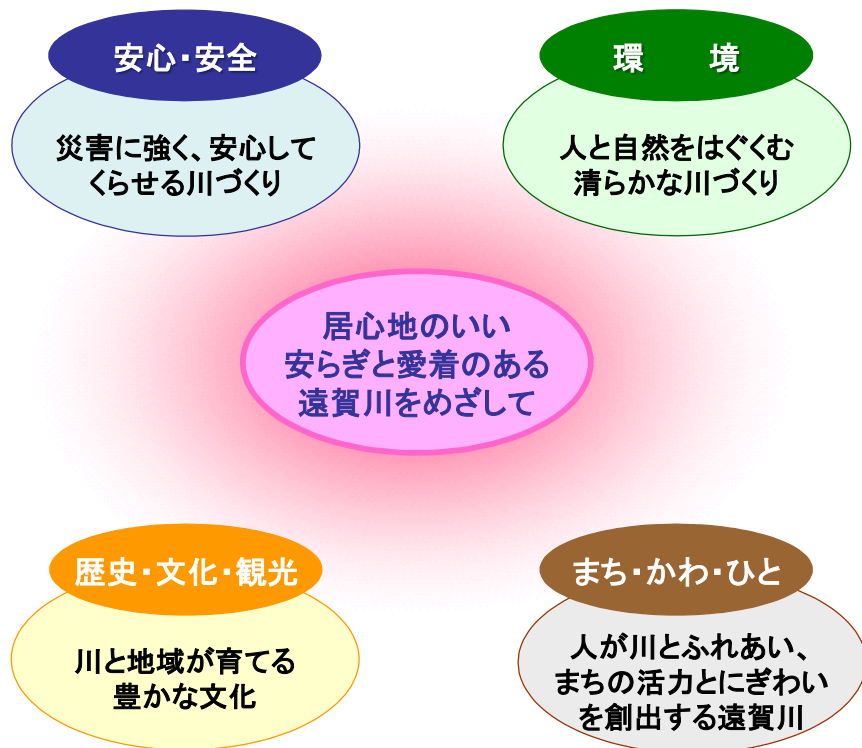 安心・安全
災害に強く、安心して
くらせる川づくり
環　　境
人と自然をはぐくむ
清らかな川づくり
居心地のいい
安らぎと愛着のある
遠賀川をめざして
歴史・文化・観光
川と地域が育てる
豊かな文化
まち・かわ・ひと
人が川とふれあい、
まちの活力とにぎわい
を創出する遠賀川